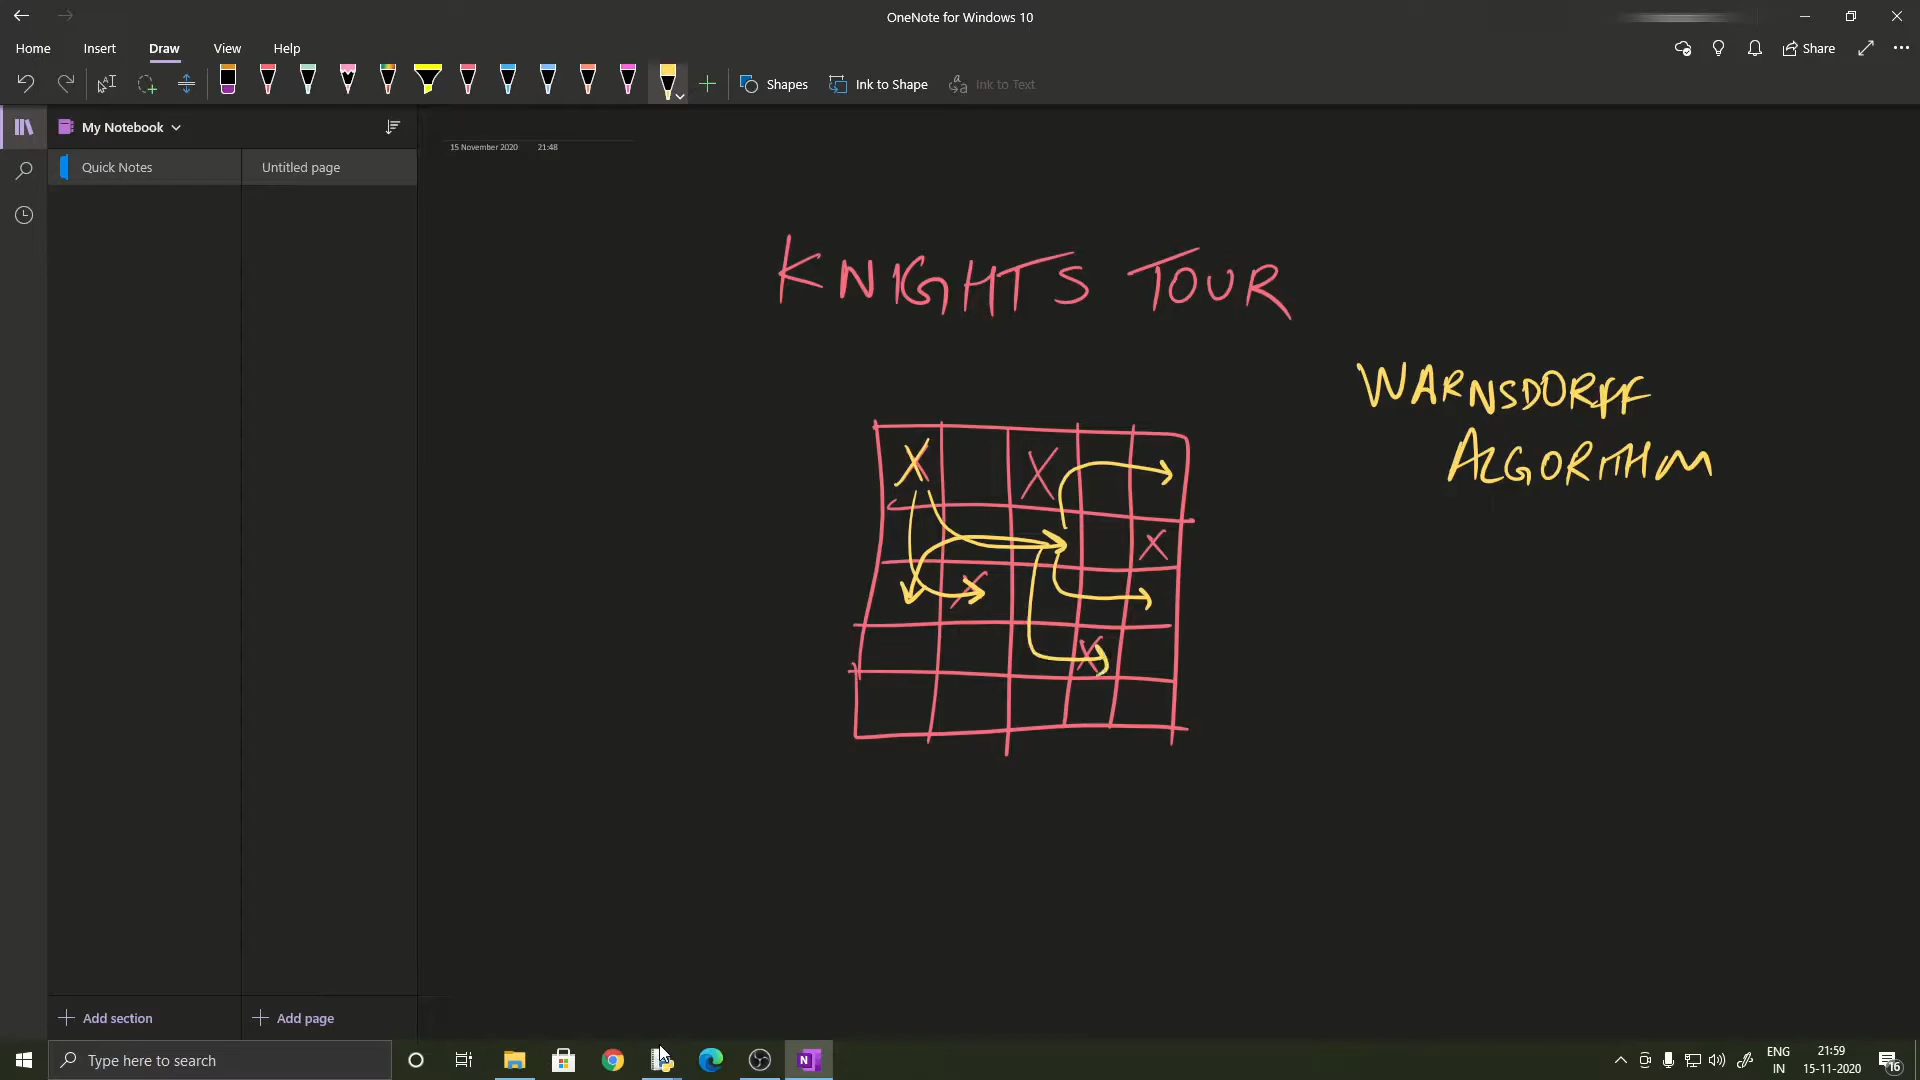 OneNote for Windows 10
Home Insert Draw View Help
Share
Shapes Ink to Shape Ink to Text
My Notebook
Quick Notes Untitled page
15 November 2020 21:48
KNIGHTS TOUR
WARNSDORFF
ALGORITHM
X X
X
X
X
Add section Add page
Type here to search
ENG
IN
21:59
15-11-2020
16